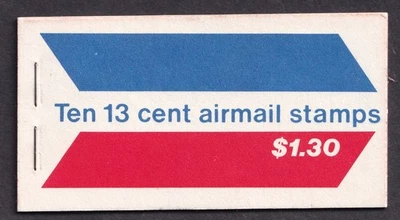 Ten 13 cent airmail stamps
$1.30